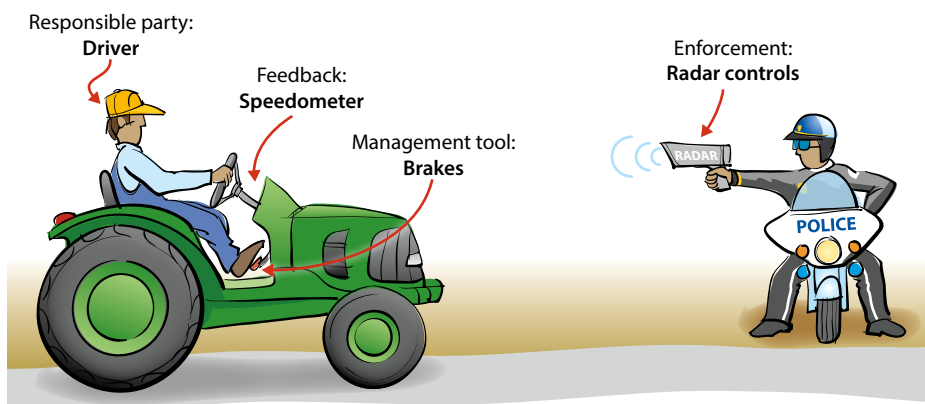 Responsible party:
Driver
Feedback:
Speedometer
Management tool:
Brakes
Enforcement:
Radar controls
RADAR
POLICE